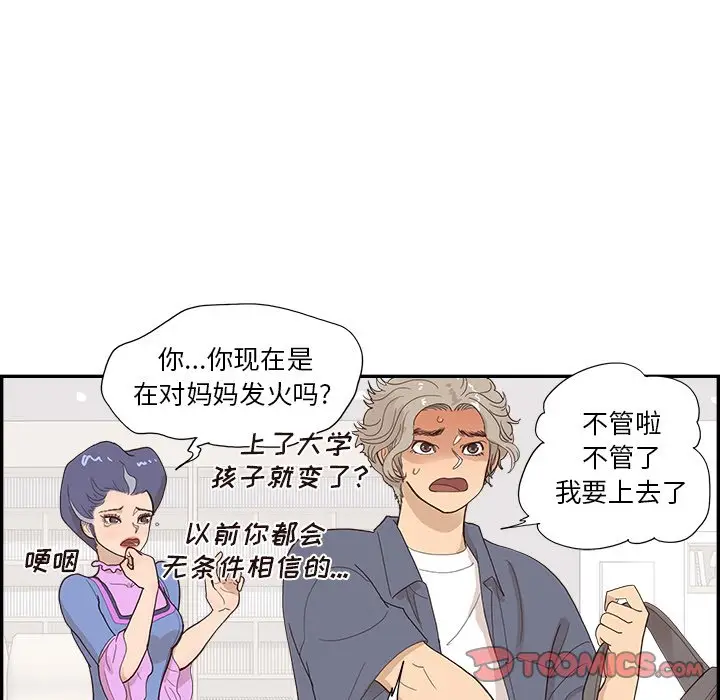 你...你现在是
在对妈妈发火吗?
上了大学
孩子就变了?
以前你都会
无条件相信的...
哽咽
不管啦
不管了
我要上去了
TOOMICS.COM